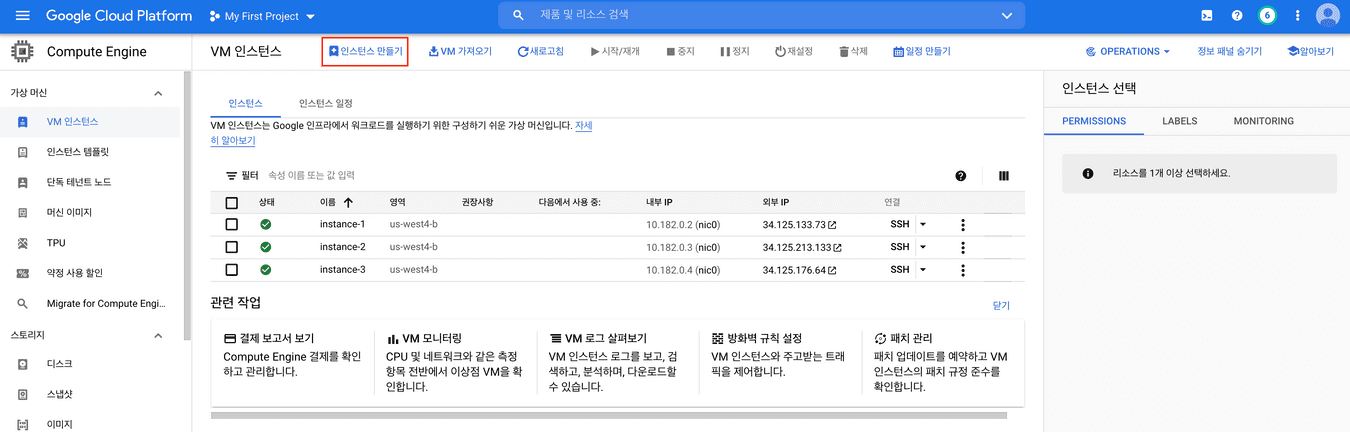 Google Cloud Platform
My First Project
제품 및 리소스 검색
6
Compute Engine
VM 인스턴스
인스턴스 만들기
VM 가져오기
새로고침
시작/재개
중지
정지
재설정
삭제
일정 만들기
OPERATIONS
정보 패널 숨기기
알아보기
가상 머신
VM 인스턴스
인스턴스 템플릿
단독 테넌트 노드
머신 이미지
TPU
약정 사용 할인
Migrate for Compute Engi...
스토리지
디스크
스냅샷
이미지
인스턴스
인스턴스 일정
VM 인스턴스는 Google 인프라에서 워크로드를 실행하기 위한 구성하기 쉬운 가상 머신입니다. 자세
히 알아보기
필터 속성 이름 또는 값 입력
상태 이름 영역 권장사항 다음에서 사용 중: 내부 IP 외부 IP 연결
instance-1 us-west4-b 10.182.0.2 (nic0) 34.125.133.73 SSH
instance-2 us-west4-b 10.182.0.3 (nic0) 34.125.213.133 SSH
instance-3 us-west4-b 10.182.0.4 (nic0) 34.125.176.64 SSH
관련 작업
닫기
결제 보고서 보기
Compute Engine 결제를 확인
하고 관리합니다.
VM 모니터링
CPU 및 네트워크와 같은 측정
항목 전반에서 이상점 VM을 확
인합니다.
VM 로그 살펴보기
VM 인스턴스 로그를 보고, 검
색하고, 분석하며, 다운로드할
수 있습니다.
방화벽 규칙 설정
VM 인스턴스와 주고받는 트래
픽을 제어합니다.
패치 관리
패치 업데이트를 예약하고 VM
인스턴스의 패치 규정 준수를
확인합니다.
인스턴스 선택
PERMISSIONS
LABELS
MONITORING
리소스를 1개 이상 선택하세요.